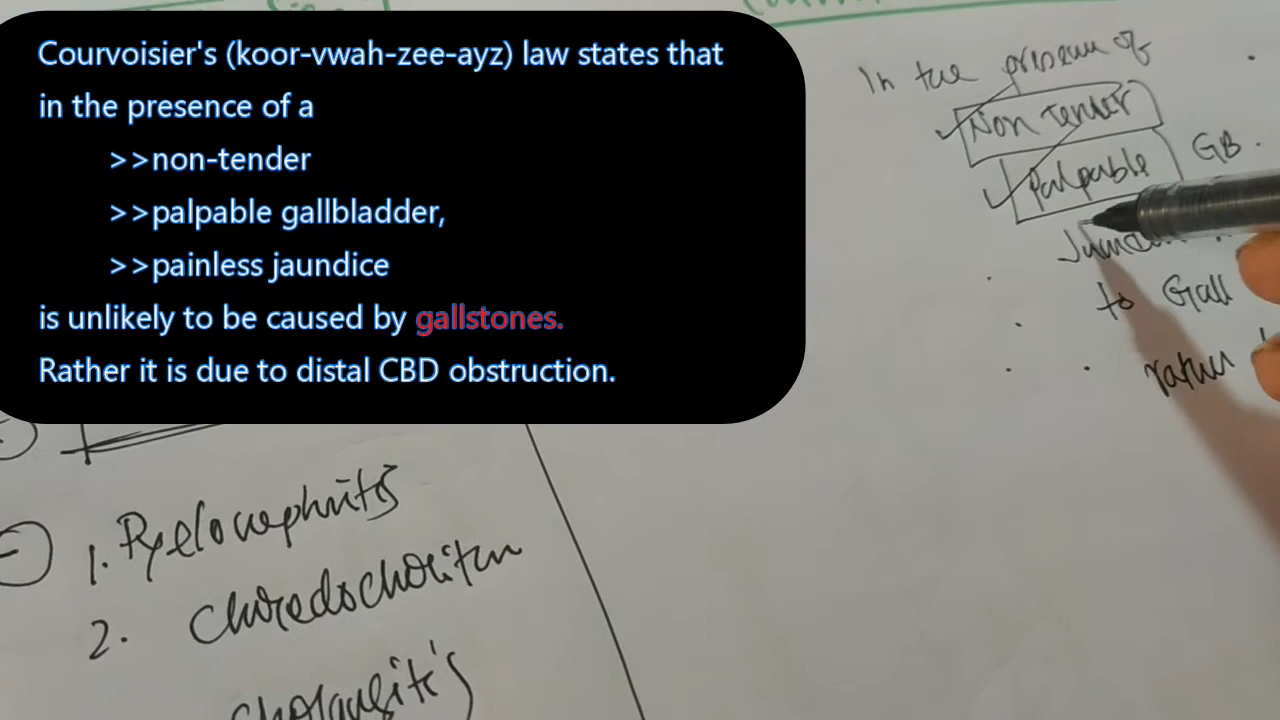 Courvoisier's (koor-vwah-zee-ayz) law states that
in the presence of a
>>non-tender
>>palpable gallbladder,
>>painless jaundice
is unlikely to be caused by gallstones.
Rather it is due to distal CBD obstruction.
In the presence of
Non tender
Palpable GB.
to Gall
rather
1. Pyelonephritis
2.